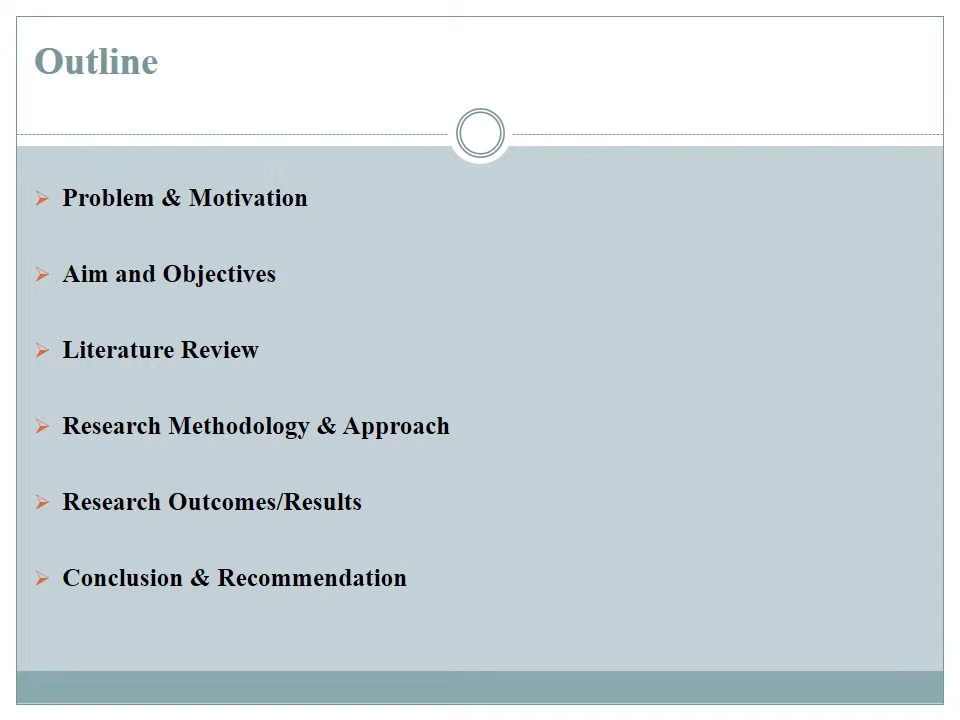 Outline
Problem & Motivation
Aim and Objectives
Literature Review
Research Methodology & Approach
Research Outcomes/Results
Conclusion & Recommendation